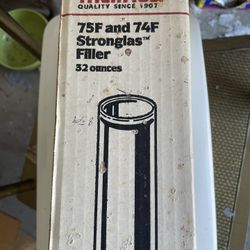 QUALITY SINCE 1907
75F and 74F
Stronglas™
Filler
32 ounces